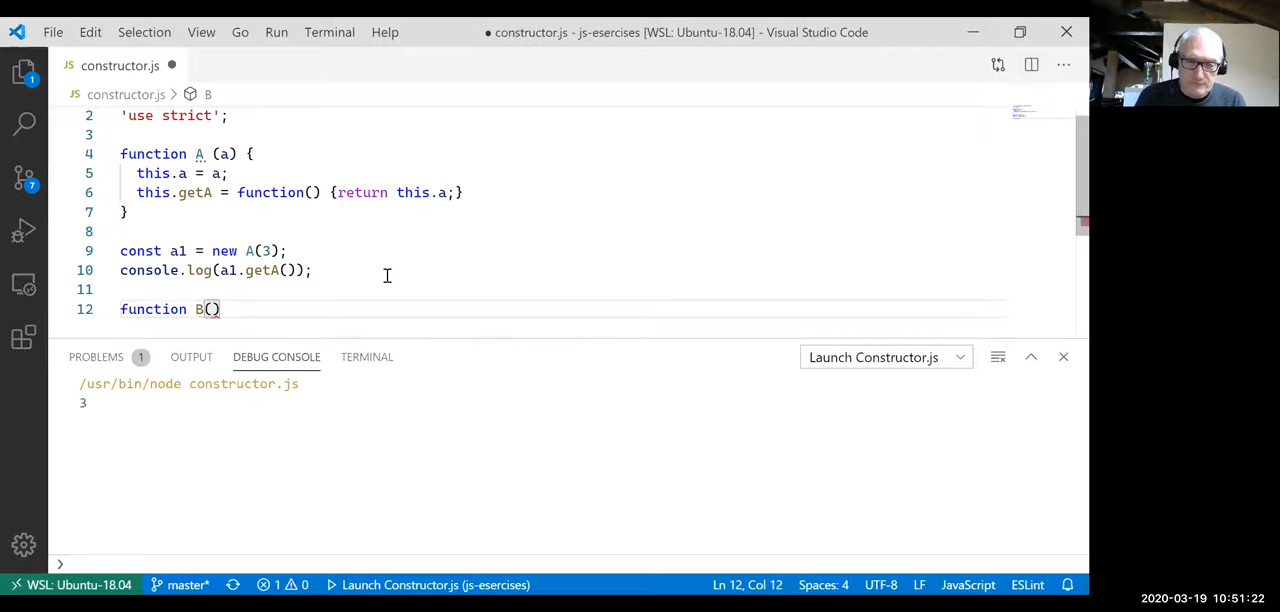 File Edit Selection View Go Run Terminal Help ● constructor.js - js-esercises [WSL: Ubuntu-18.04] - Visual Studio Code
JS constructor.js ●
JS constructor.js > B
2 'use strict';
3
4 function A (a) {
5 this.a = a;
6 this.getA = function() {return this.a;}
7 }
8
9 const a1 = new A(3);
10 console.log(a1.getA());
11
12 function B()
PROBLEMS 1 OUTPUT DEBUG CONSOLE TERMINAL Launch Constructor.js
/usr/bin/node constructor.js
3
>
1
7
WSL: Ubuntu-18.04 master* 1 0 Launch Constructor.js (js-esercises) Ln 12, Col 12 Spaces: 4 UTF-8 LF JavaScript ESLint
2020-03-19 10:51:22